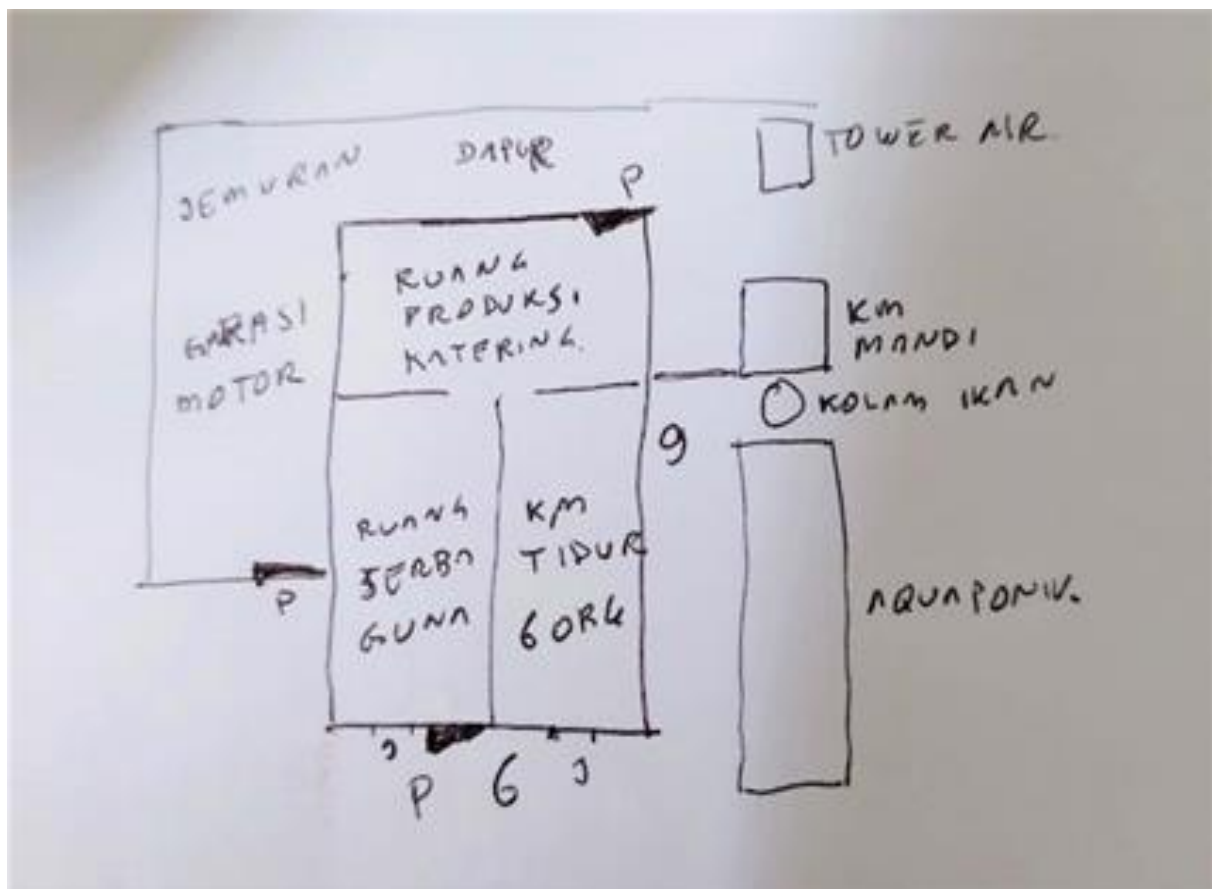 JEMURAN
DAPUR
P
TOWER AIR
RUANG
PRODUKSI
KATERING.
GARASI
MOTOR
KM
MANDI
KOLAM IKAN
9
RUANG
SERBA
GUNA
KM
TIDUR
6 ORG
P
AQUAPONIK.
J
P
6
J